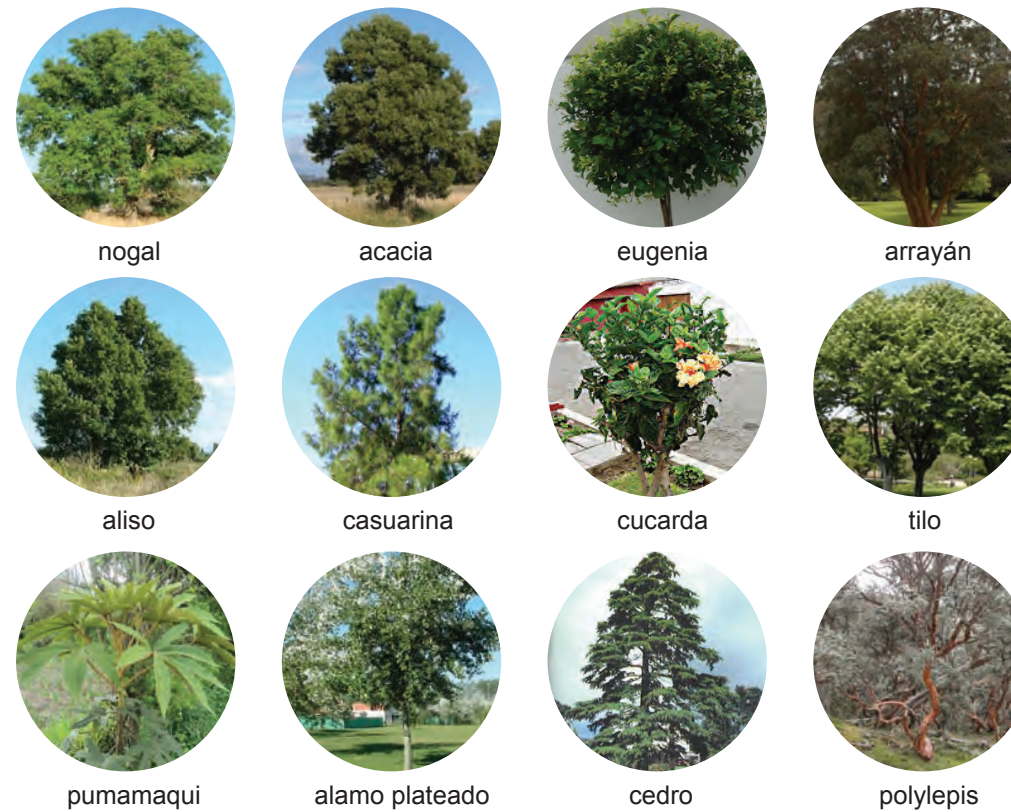 nogal
acacia
eugenia
arrayán
aliso
casuarina
cucarda
tilo
pumamaqui
alamo plateado
cedro
polylepis